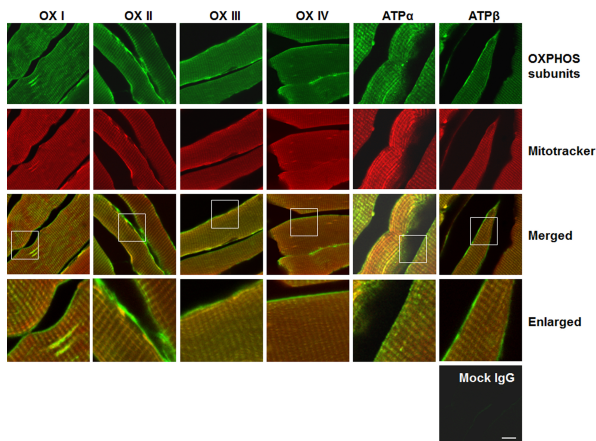 OX I OX II OX III OX IV ATPα ATPβ
OXPHOS
subunits
Mitotracker
Merged
Enlarged
Mock IgG